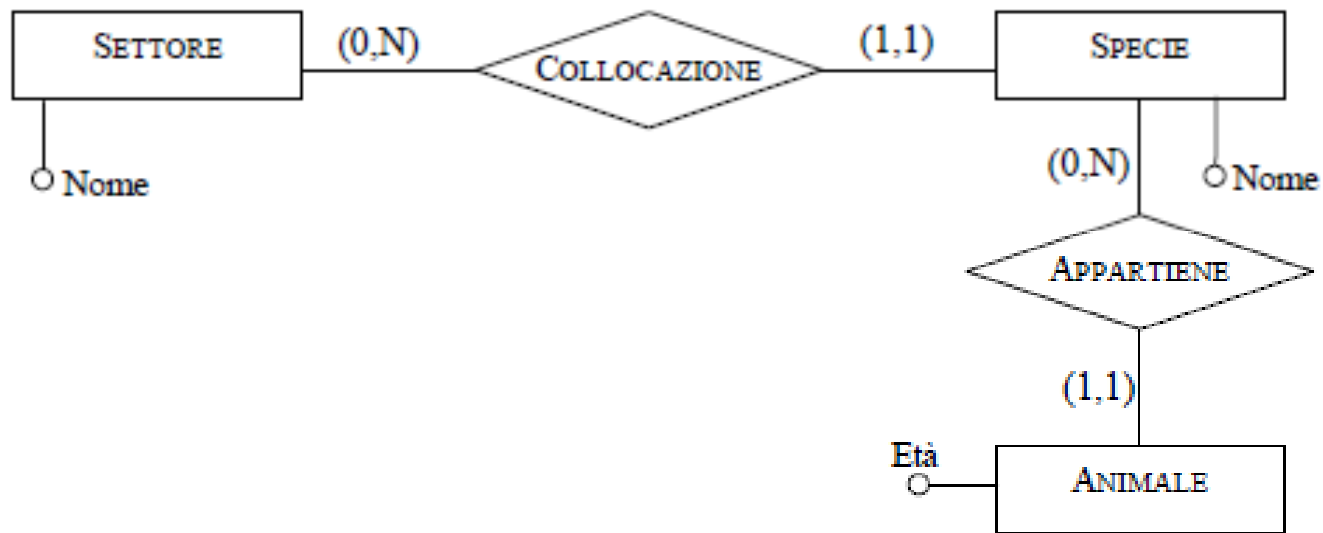 SETTORE
(0,N)
COLLOCAZIONE
(1,1)
SPECIE
Nome
(0,N)
Nome
APPARTIENE
(1,1)
Età
ANIMALE